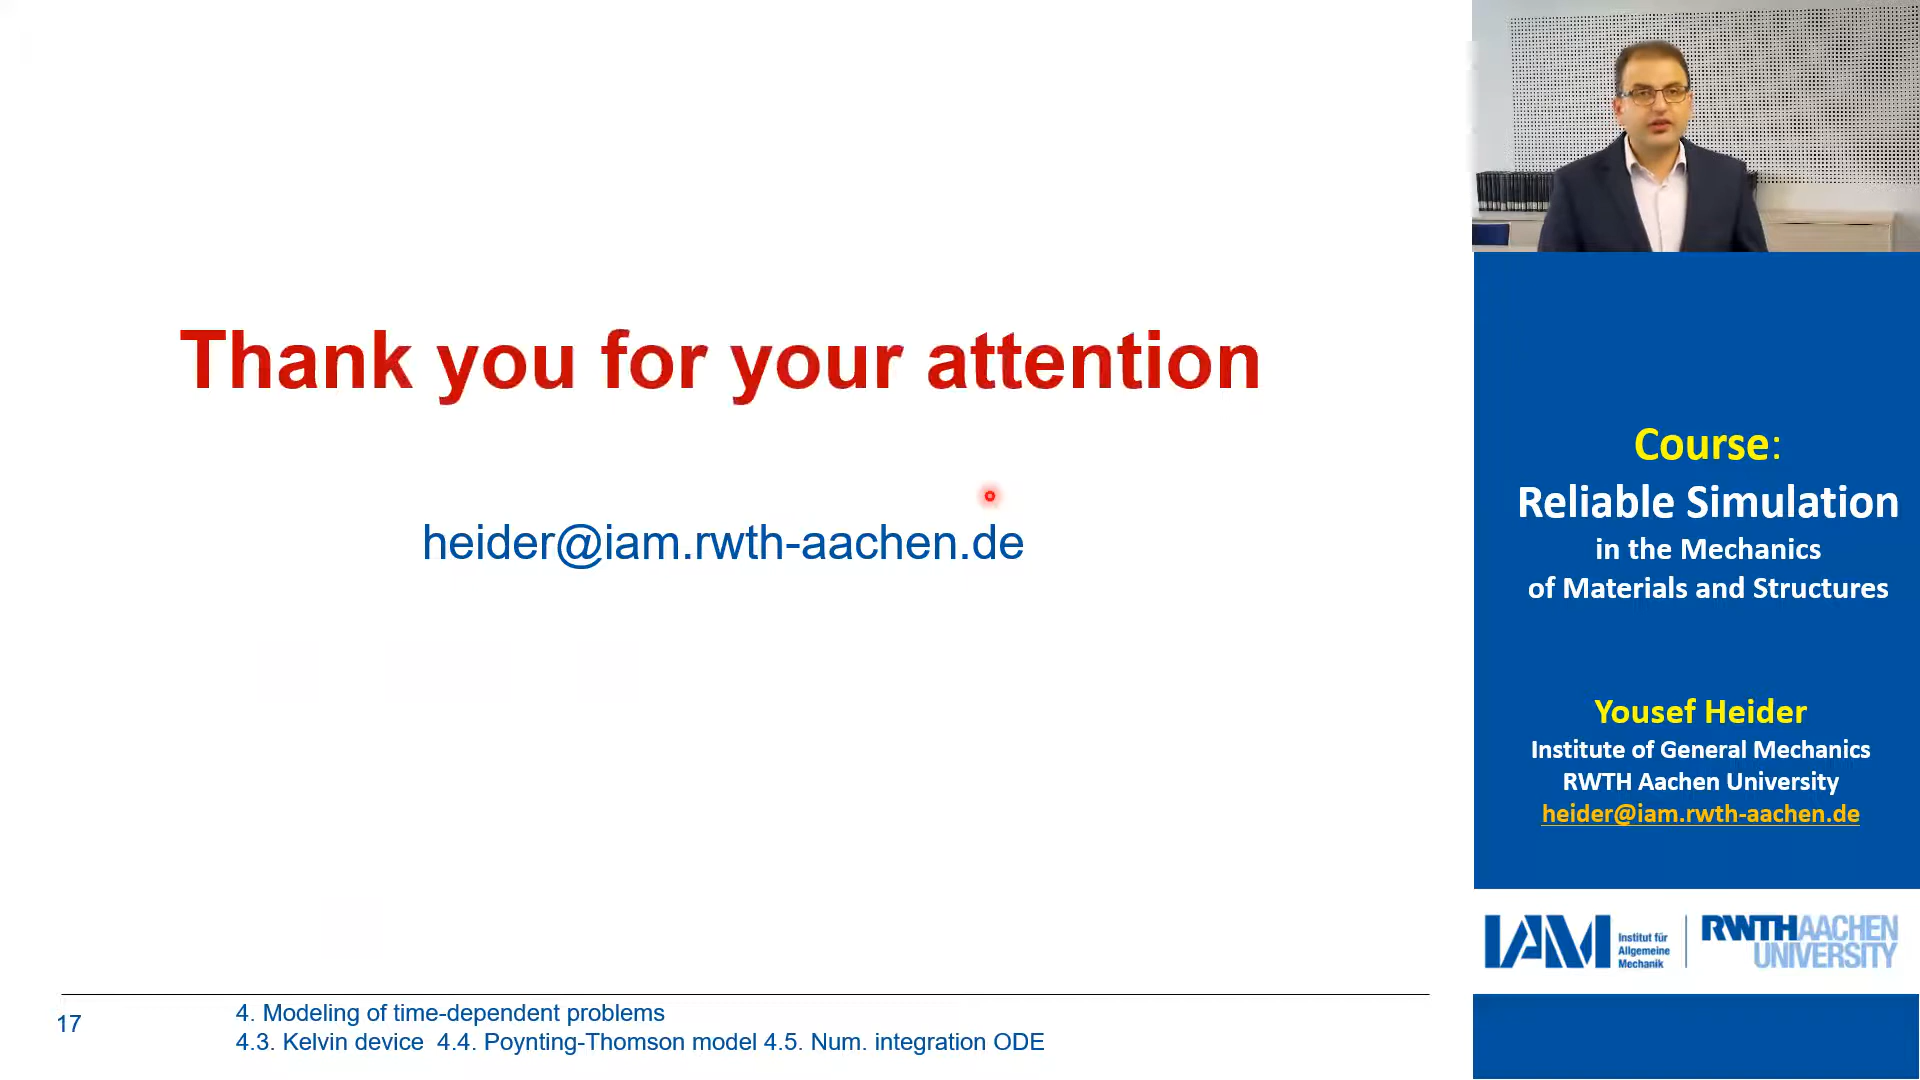 Thank you for your attention
heider@iam.rwth-aachen.de
17
4. Modeling of time-dependent problems
4.3. Kelvin device 4.4. Poynting-Thomson model 4.5. Num. integration ODE
Course:
Reliable Simulation
in the Mechanics
of Materials and Structures
Yousef Heider
Institute of General Mechanics
RWTH Aachen University
heider@iam.rwth-aachen.de
IAM
Institut für
Allgemeine
Mechanik
RWTHAACHEN
UNIVERSITY